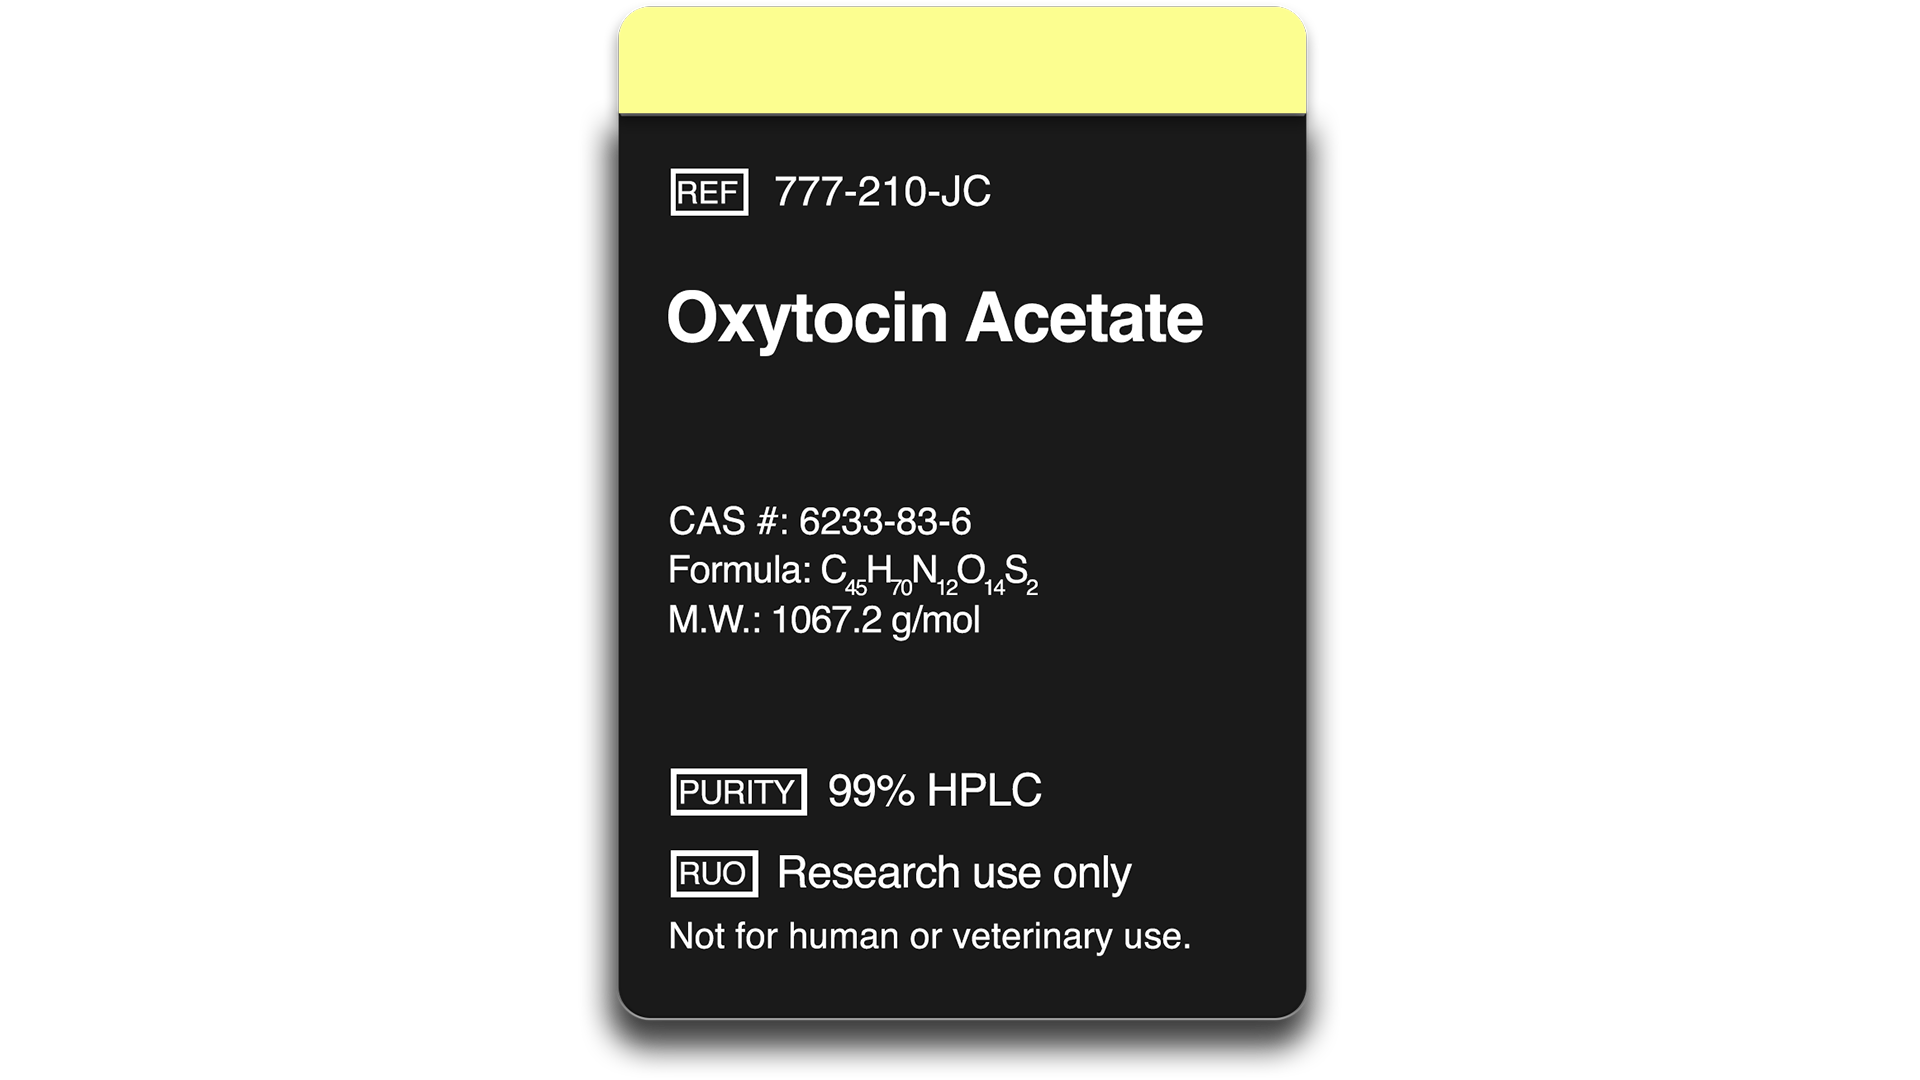 REF 777-210-JC
Oxytocin Acetate
CAS #: 6233-83-6
Formula: C₄₅H₇₀N₁₂O₁₄S₂
M.W.: 1067.2 g/mol
PURITY 99% HPLC
RUO Research use only
Not for human or veterinary use.